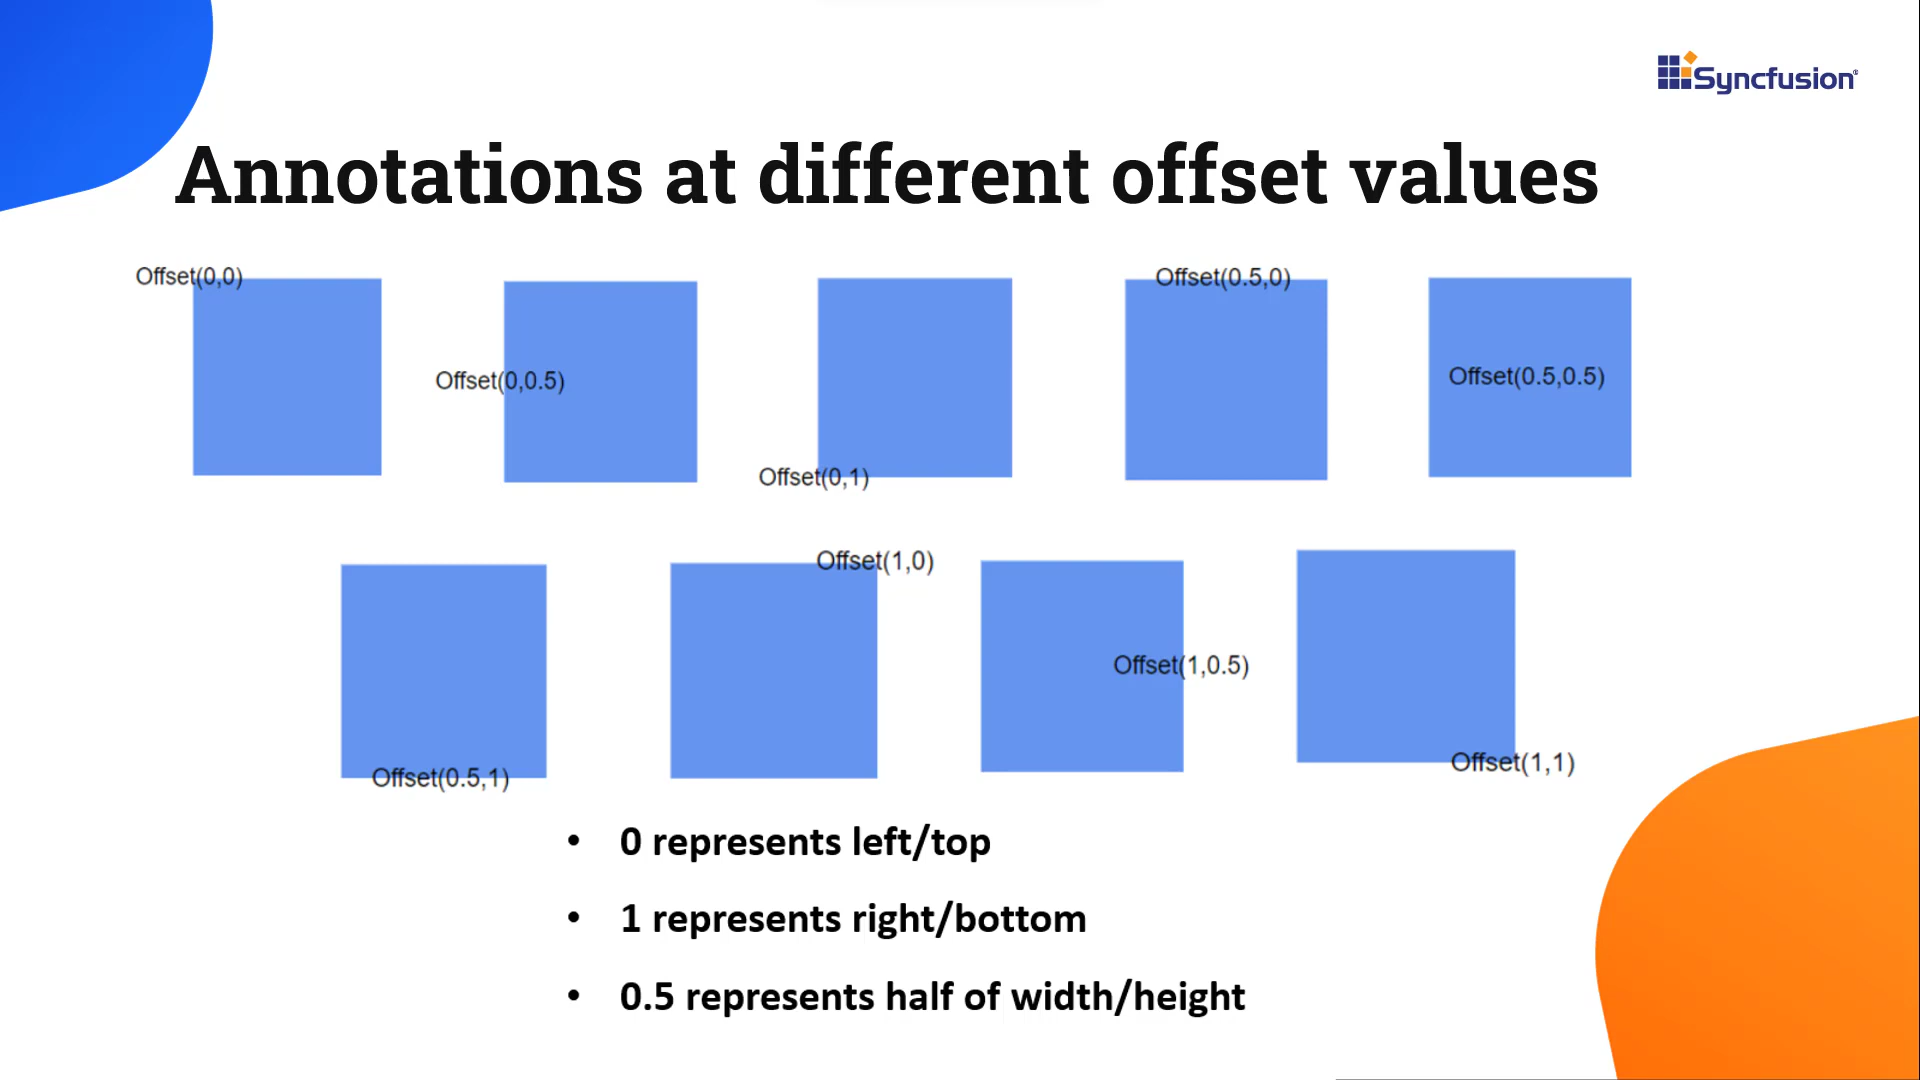 Syncfusion
Annotations at different offset values
Offset(0,0)
Offset(0,0.5)
Offset(0,1)
Offset(0.5,0)
Offset(0.5,0.5)
Offset(0.5,1)
Offset(1,0)
Offset(1,0.5)
Offset(1,1)
• 0 represents left/top
• 1 represents right/bottom
• 0.5 represents half of width/height